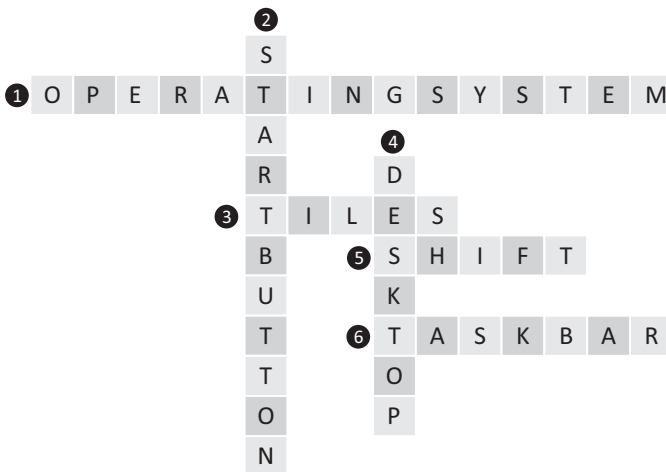 2
S
1 O P E R A T I N G S Y S T E M
A 4
R D
3 T I L E S
B 5 S H I F T
U K
T 6 T A S K B A R
T O
O P
N